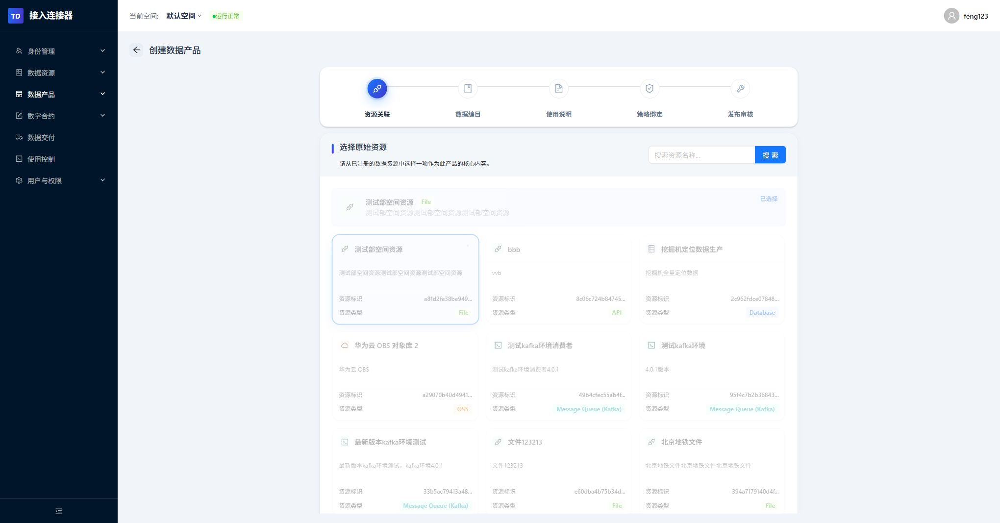 TD 接入连接器
当前空间: 默认空间 运行正常
feng123
身份管理
数据资源
数据产品
数字合约
数据交付
使用控制
用户与权限
创建数据产品
资源关联 数据编目 使用说明 策略绑定 发布审核
选择原始资源
请从已注册的数据资源中选择一项作为此产品的核心内容。
搜索资源名称... 搜 索
测试部空间资源 File
已选择
测试部空间资源测试部空间资源测试部空间资源
测试部空间资源
测试部空间资源测试部空间资源测试部空间资源
资源标识 a81d2fe38be949...
资源类型 File
bbb
vvb
资源标识 8c06c724b84745...
资源类型 API
挖掘机定位数据生产
挖掘机全量定位数据
资源标识 2c962fdce07848...
资源类型 Database
华为云 OBS 对象库 2
华为云 OBS
资源标识 a29070b40d4941...
资源类型 OSS
测试kafka环境消费者
测试kafka环境消费者4.0.1
资源标识 49b4cfec55ab4f...
资源类型 Message Queue (Kafka)
测试kafka环境
4.0.1版本
资源标识 95f4c7b2b36843...
资源类型 Message Queue (Kafka)
最新版本kafka环境测试
最新版本kafka环境测试，kafka环境4.0.1
资源标识 33b5ac79413a48...
资源类型 Message Queue (Kafka)
文件123213
文件123213
资源标识 e60dba4b75b34d...
资源类型 File
北京地铁文件
北京地铁文件北京地铁文件北京地铁文件
资源标识 394a7179140d4f...
资源类型 File